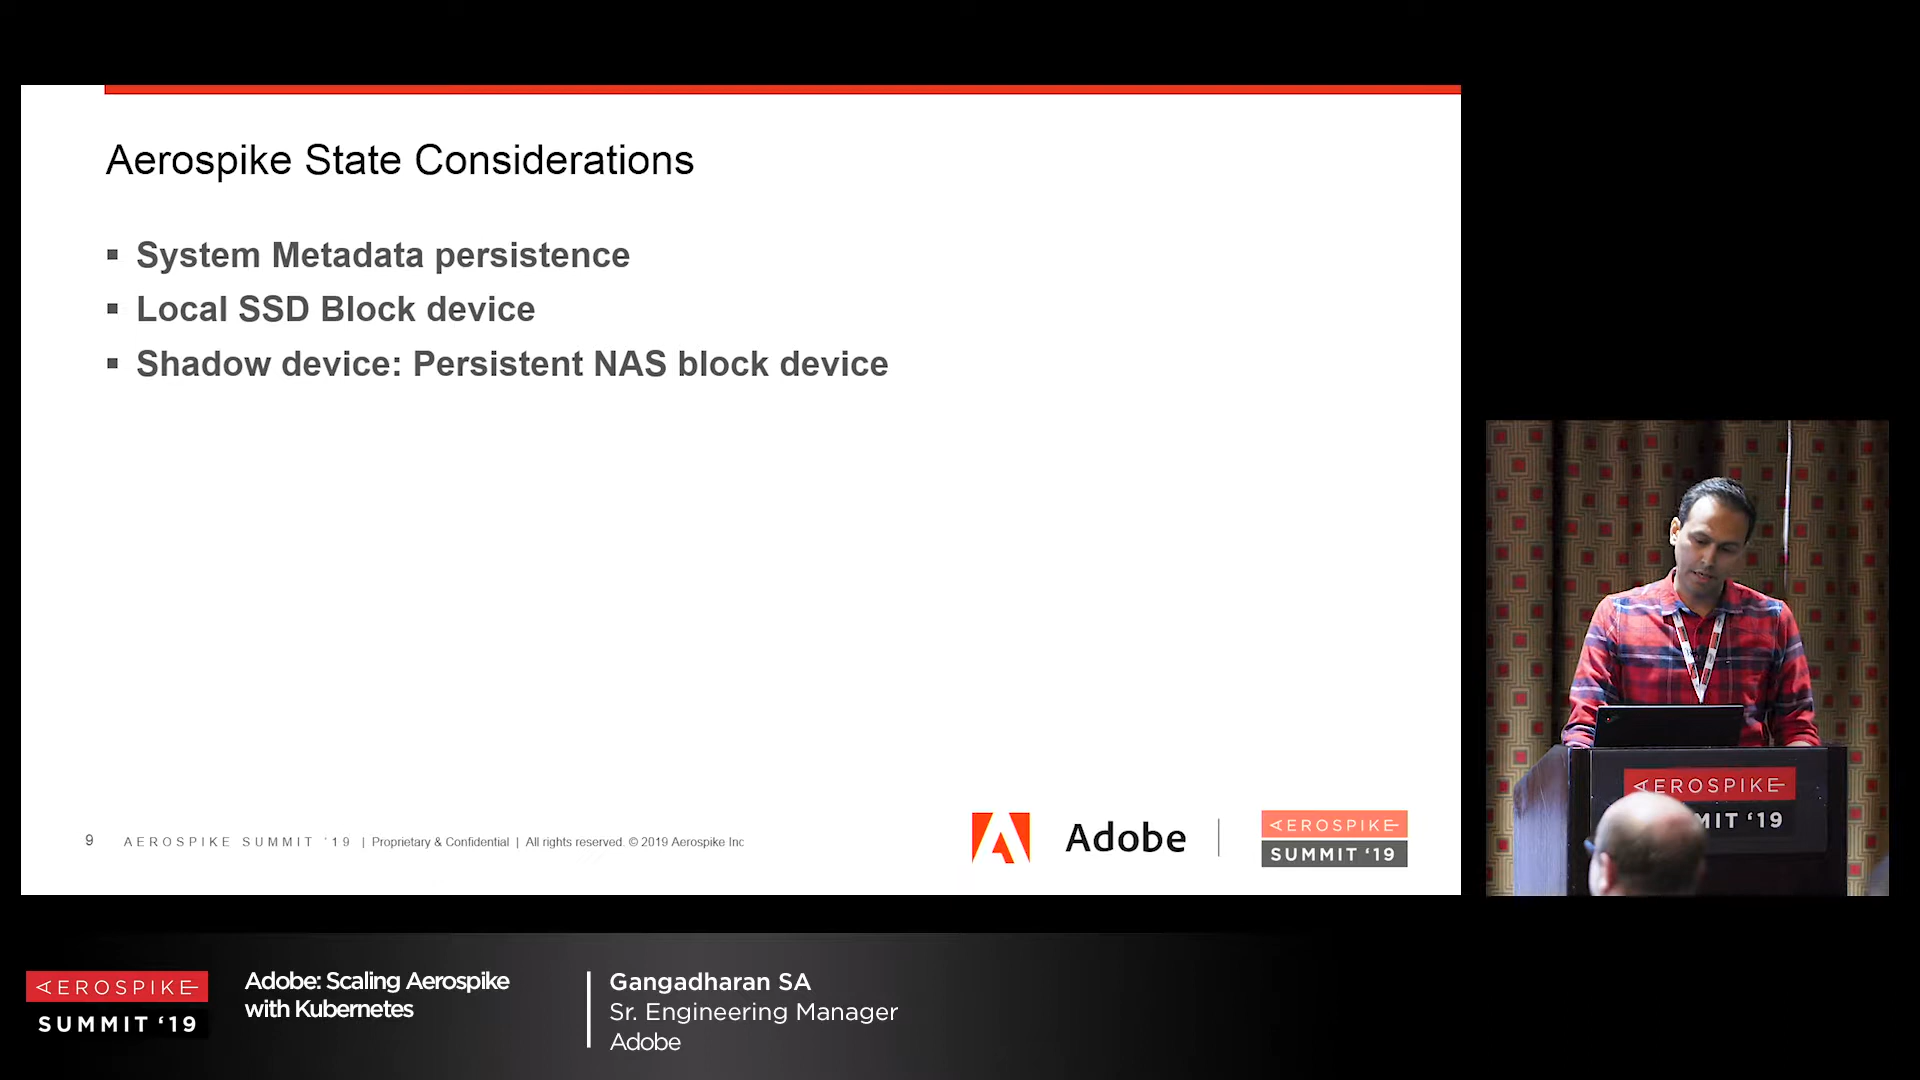 Aerospike State Considerations
▪ System Metadata persistence
▪ Local SSD Block device
▪ Shadow device: Persistent NAS block device
9 AEROSPIKE SUMMIT '19 | Proprietary & Confidential | All rights reserved. © 2019 Aerospike Inc
Adobe
AEROSPIKE
SUMMIT '19
AEROSPIKE
MIT '19
AEROSPIKE
SUMMIT '19
Adobe: Scaling Aerospike
with Kubernetes
Gangadharan SA
Sr. Engineering Manager
Adobe